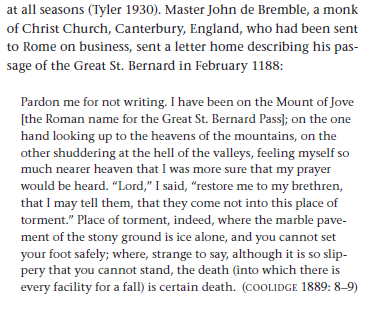 at all seasons (Tyler 1930). Master John de Bremble, a monk
of Christ Church, Canterbury, England, who had been sent
to Rome on business, sent a letter home describing his pas-
sage of the Great St. Bernard in February 1188:
Pardon me for not writing. I have been on the Mount of Jove
[the Roman name for the Great St. Bernard Pass]; on the one
hand looking up to the heavens of the mountains, on the
other shuddering at the hell of the valleys, feeling myself so
much nearer heaven that I was more sure that my prayer
would be heard. “Lord,” I said, “restore me to my brethren,
that I may tell them, that they come not into this place of
torment.” Place of torment, indeed, where the marble pave-
ment of the stony ground is ice alone, and you cannot set
your foot safely; where, strange to say, although it is so slip-
pery that you cannot stand, the death (into which there is
every facility for a fall) is certain death. (COOLIDGE 1889: 8–9)